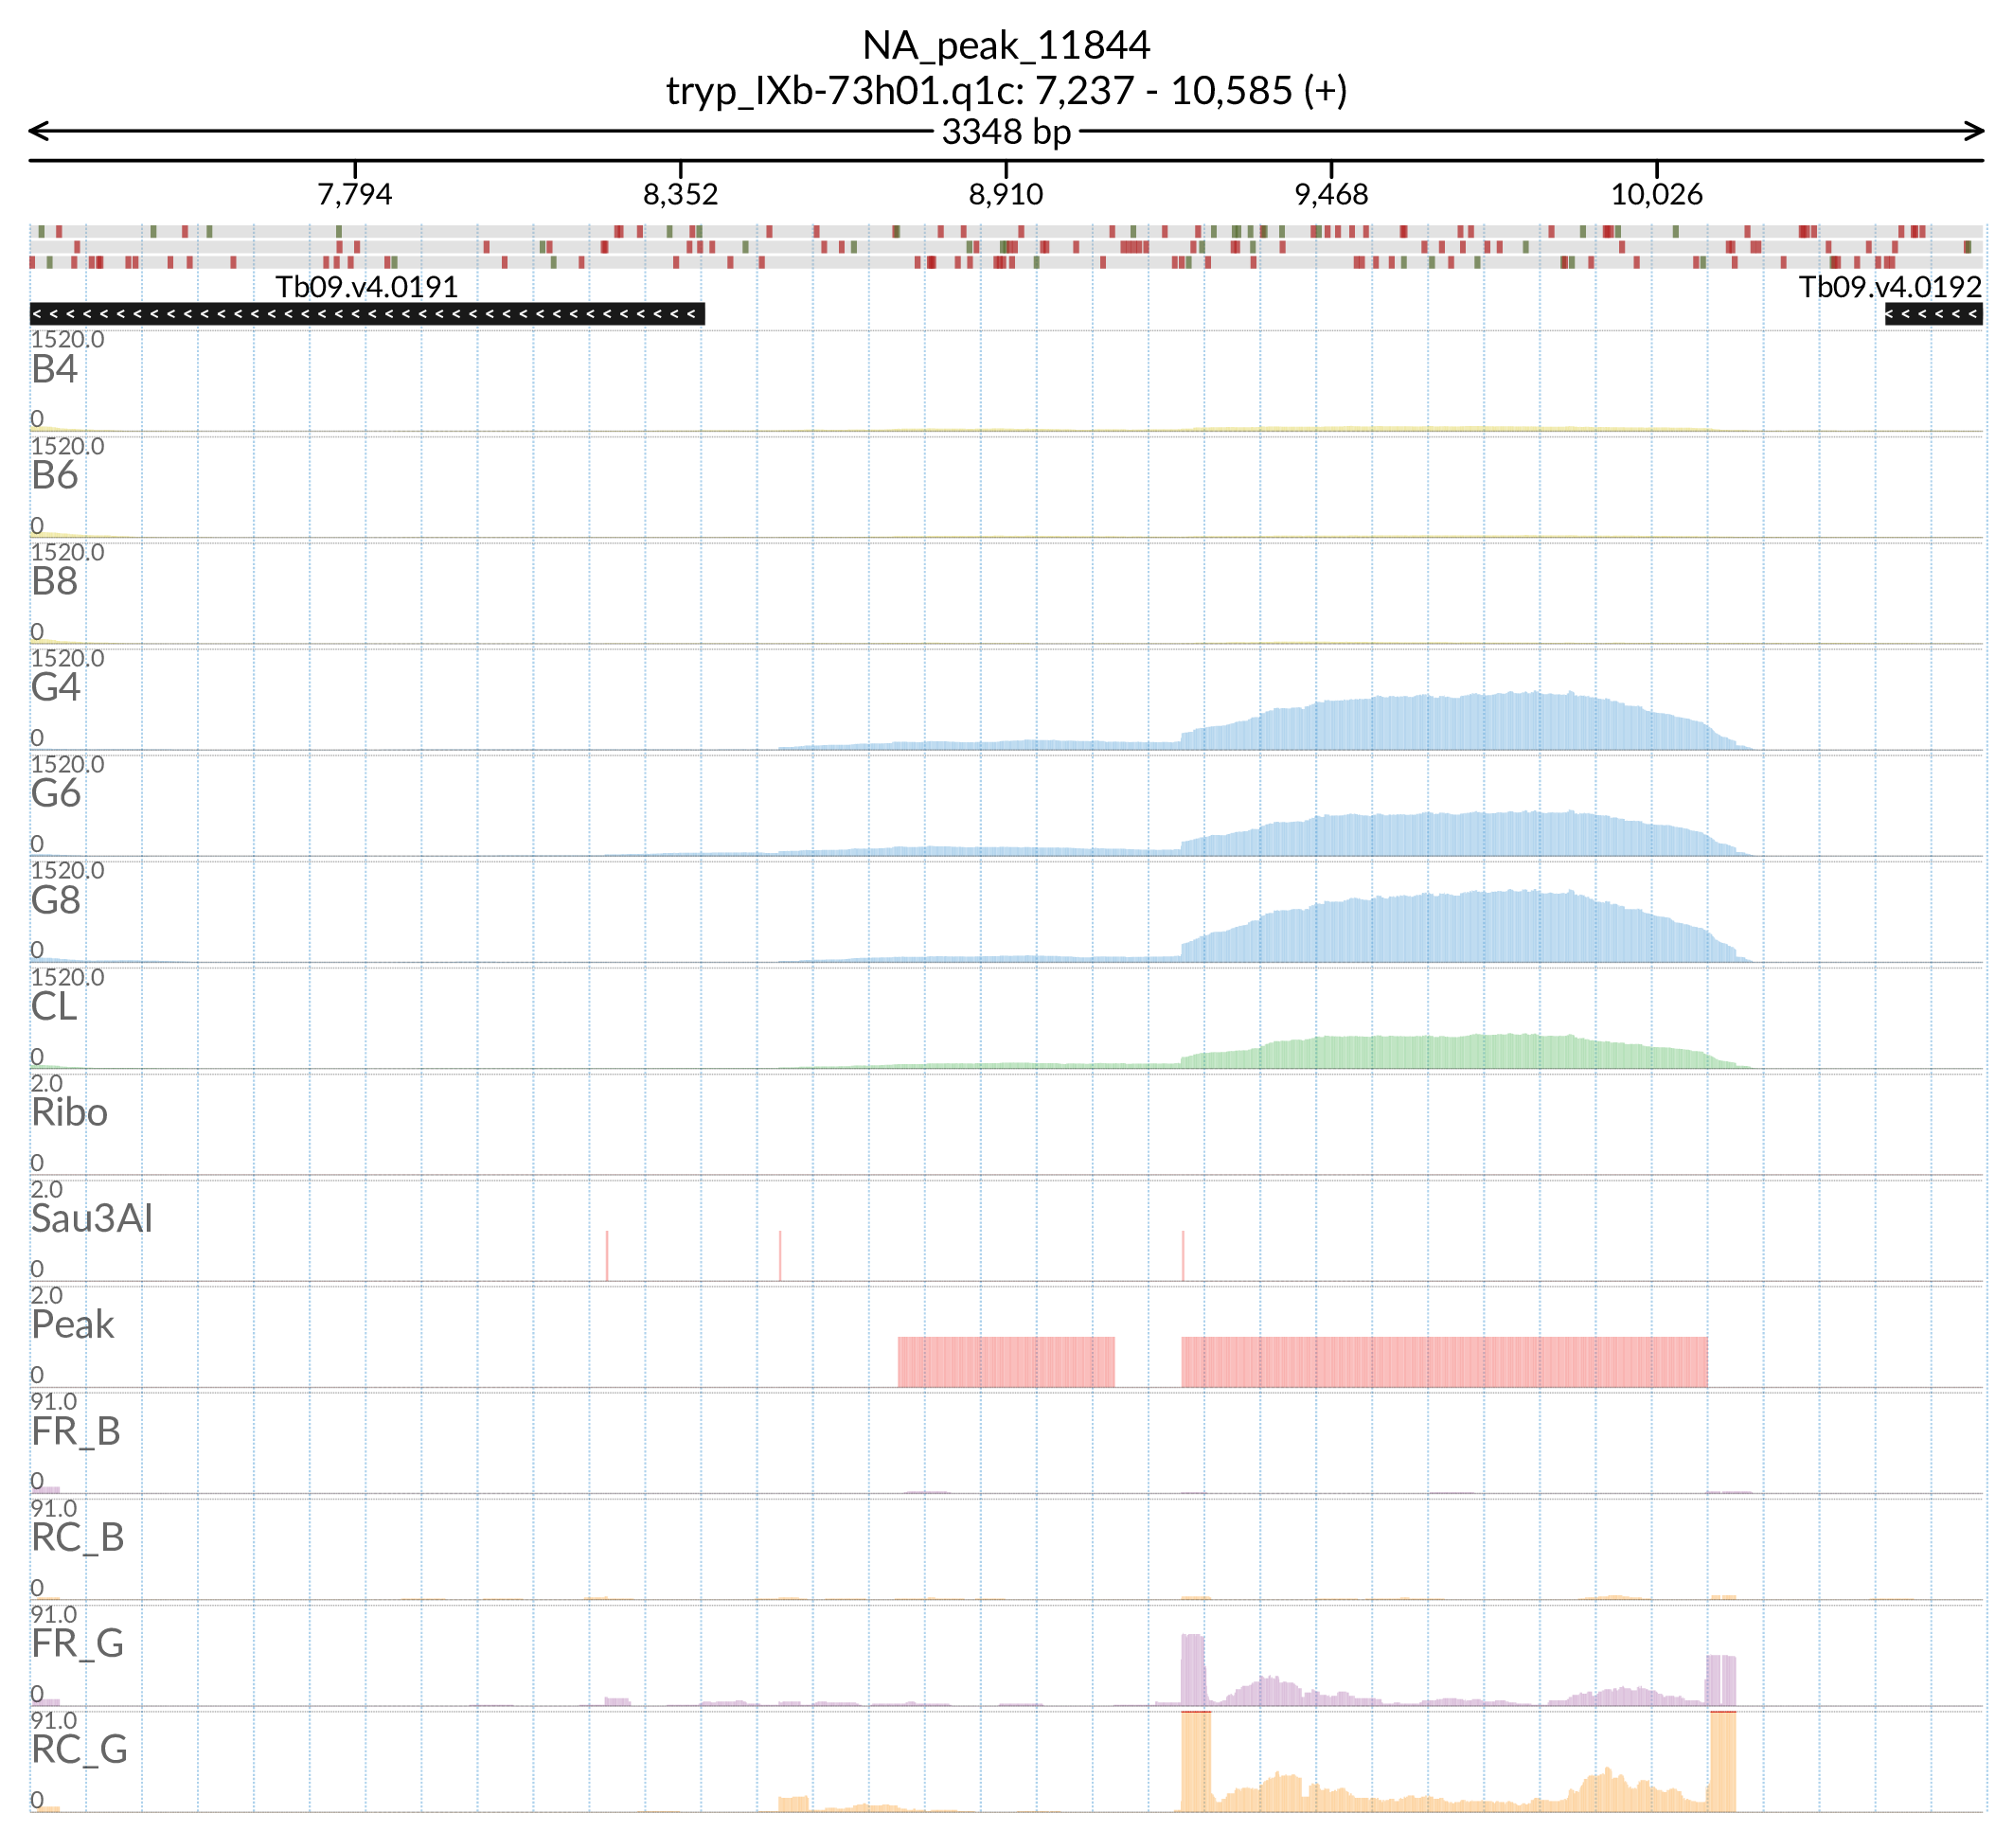 NA_peak_11844
tryp_IXb-73h01.q1c: 7,237 - 10,585 (+)
3348 bp
7,794 8,352 8,910 9,468 10,026
Tb09.v4.0191 Tb09.v4.0192
1520.0
B4
0
1520.0
B6
0
1520.0
B8
0
1520.0
G4
0
1520.0
G6
0
1520.0
G8
0
1520.0
CL
0
2.0
Ribo
0
2.0
Sau3AI
0
2.0
Peak
0
91.0
FR_B
0
91.0
RC_B
0
91.0
FR_G
0
91.0
RC_G
0